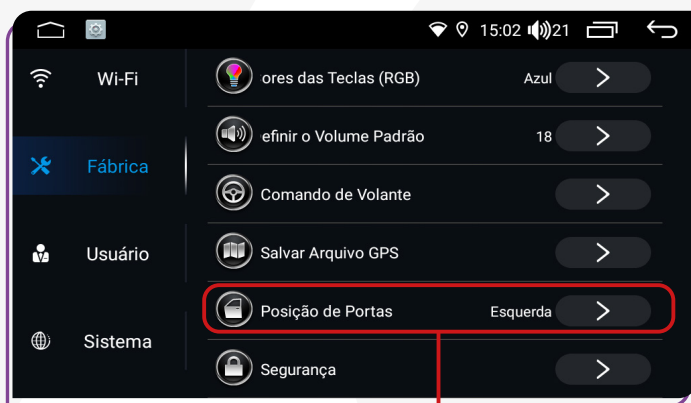 15:02 21
Wi-Fi
Fábrica
Usuário
Sistema
ores das Teclas (RGB) Azul
efinir o Volume Padrão 18
Comando de Volante
Salvar Arquivo GPS
Posição de Portas Esquerda
Segurança